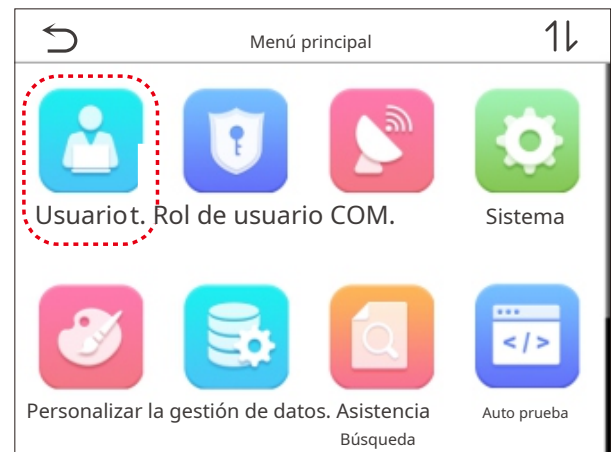 Menú principal
Usuariot. Rol de usuario COM. Sistema
</>
Personalizar la gestión de datos. Asistencia Auto prueba
Búsqueda